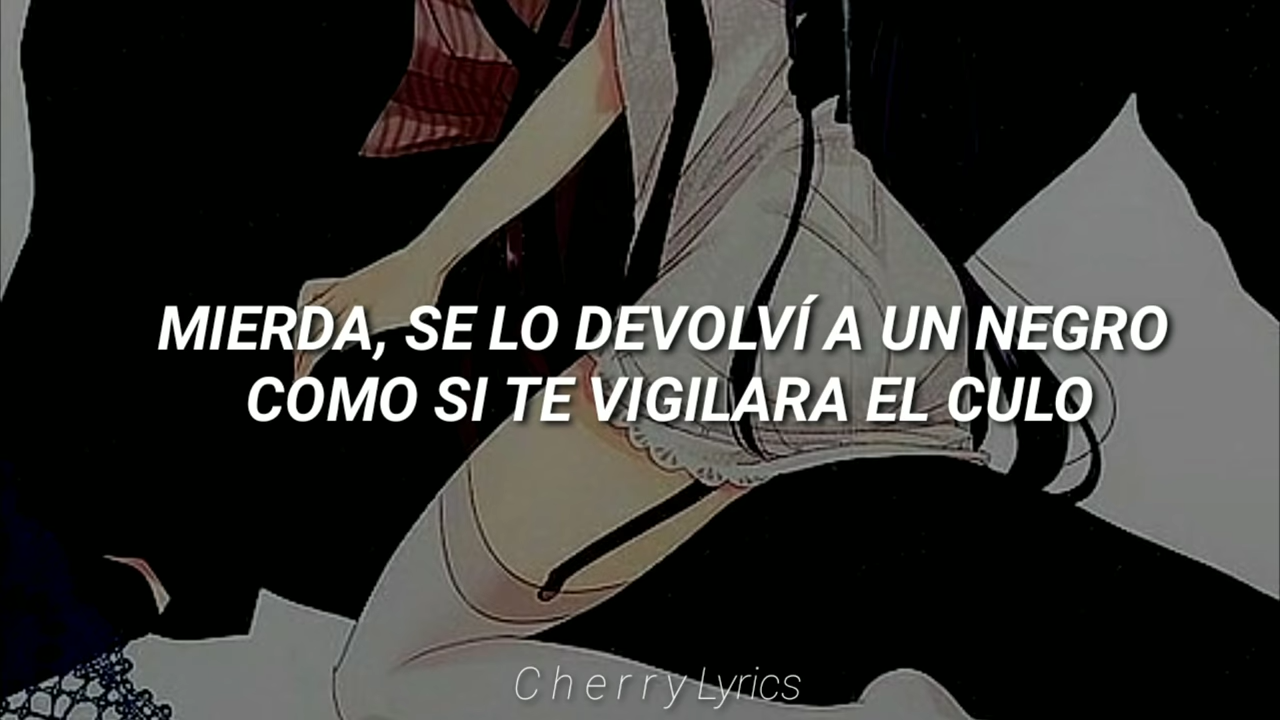 MIERDA, SE LO DEVOLVÍ A UN NEGRO
COMO SI TE VIGILARA EL CULO
Cherry Lyrics